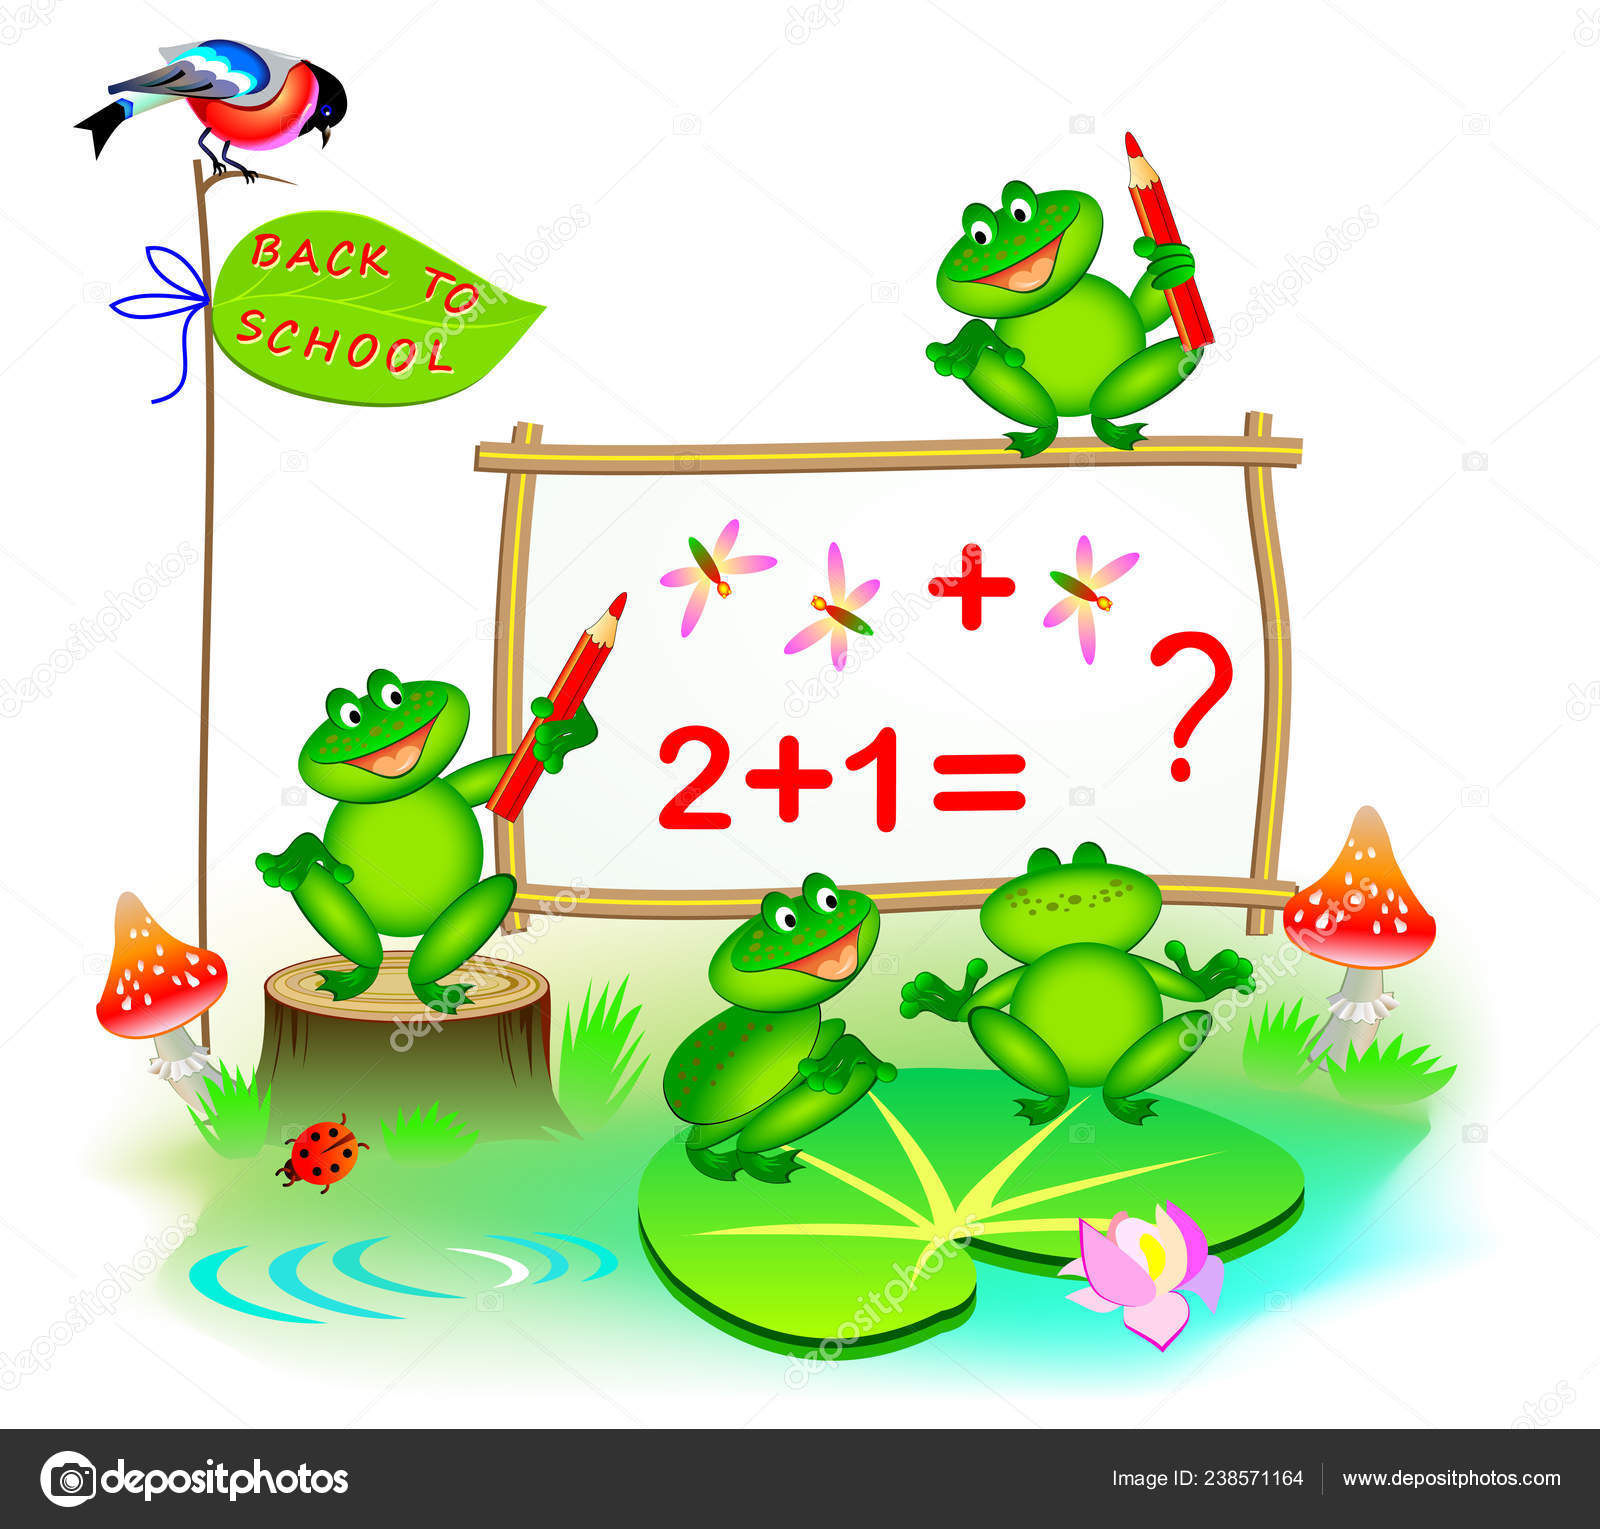 BACK TO
SCHOOL
+
?
2+1=
depositphotos
Image ID: 238571164
www.depositphotos.com